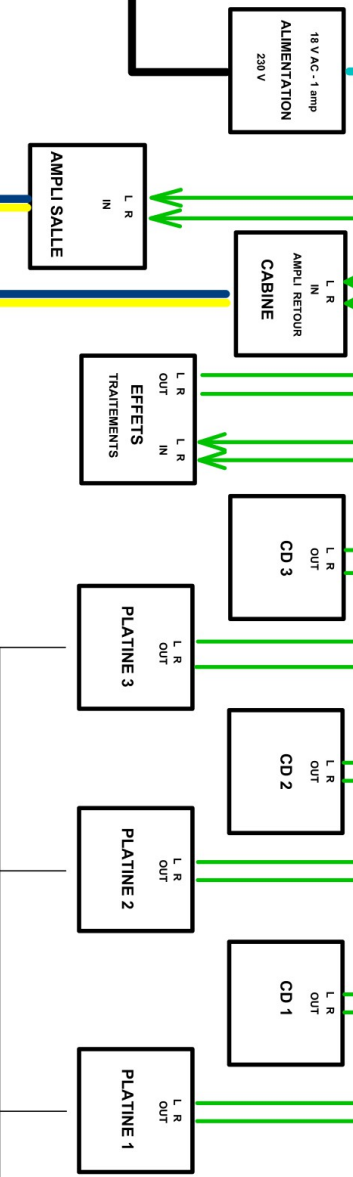 18 V AC - 1 amp
ALIMENTATION
230 V
L R
IN
AMPLI SALLE
L R
IN
AMPLI RETOUR
CABINE
L R L R
OUT IN
EFFETS
TRAITEMENTS
L R
OUT
CD 3
L R
OUT
PLATINE 3
L R
OUT
CD 2
L R
OUT
PLATINE 2
L R
OUT
CD 1
L R
OUT
PLATINE 1